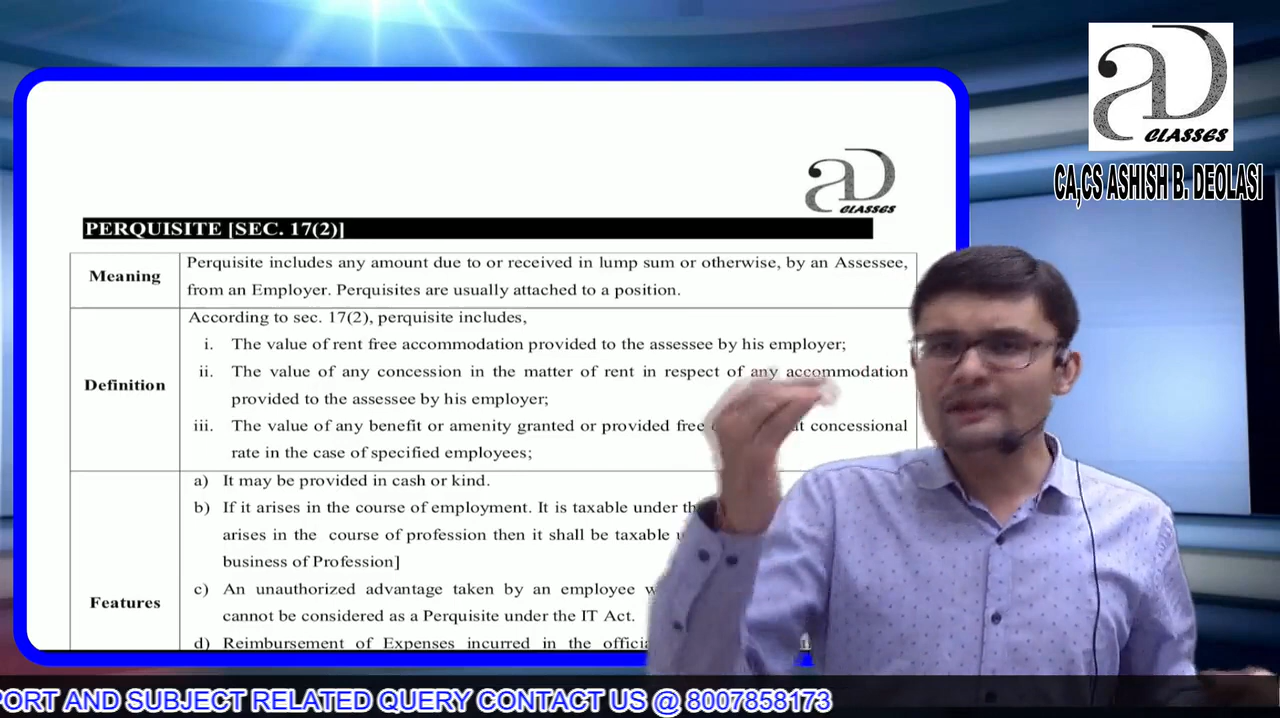 aD
CLASSES
CA,CS ASHISH B. DEOLASI
aD
CLASSES
PERQUISITE [SEC. 17(2)]
Meaning
Perquisite includes any amount due to or received in lump sum or otherwise, by an Assessee,
from an Employer. Perquisites are usually attached to a position.
Definition
According to sec. 17(2), perquisite includes,
i. The value of rent free accommodation provided to the assessee by his employer;
ii. The value of any concession in the matter of rent in respect of any accommodation
provided to the assessee by his employer;
iii. The value of any benefit or amenity granted or provided free concessional
rate in the case of specified employees;
Features
a) It may be provided in cash or kind.
b) If it arises in the course of employment. It is taxable under
arises in the course of profession then it shall be taxable
business of Profession]
c) An unauthorized advantage taken by an employee
cannot be considered as a Perquisite under the IT Act.
d) Reimbursement of Expenses incurred in the
PORT AND SUBJECT RELATED QUERY CONTACT US @ 8007858173